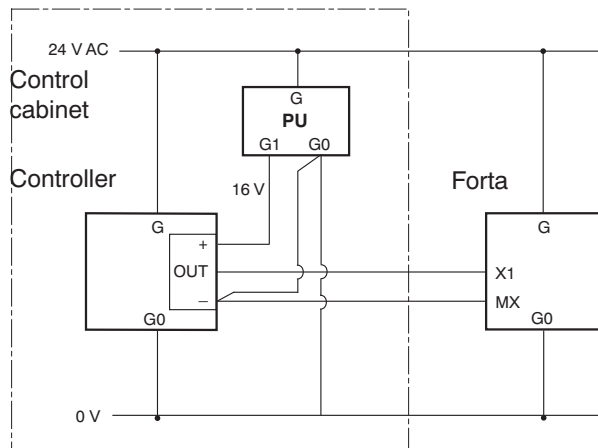 24 V AC
Control
cabinet
G
PU
G1 G0
Controller
16 V
Forta
G
+
OUT
–
G0
G
X1
MX
G0
0 V